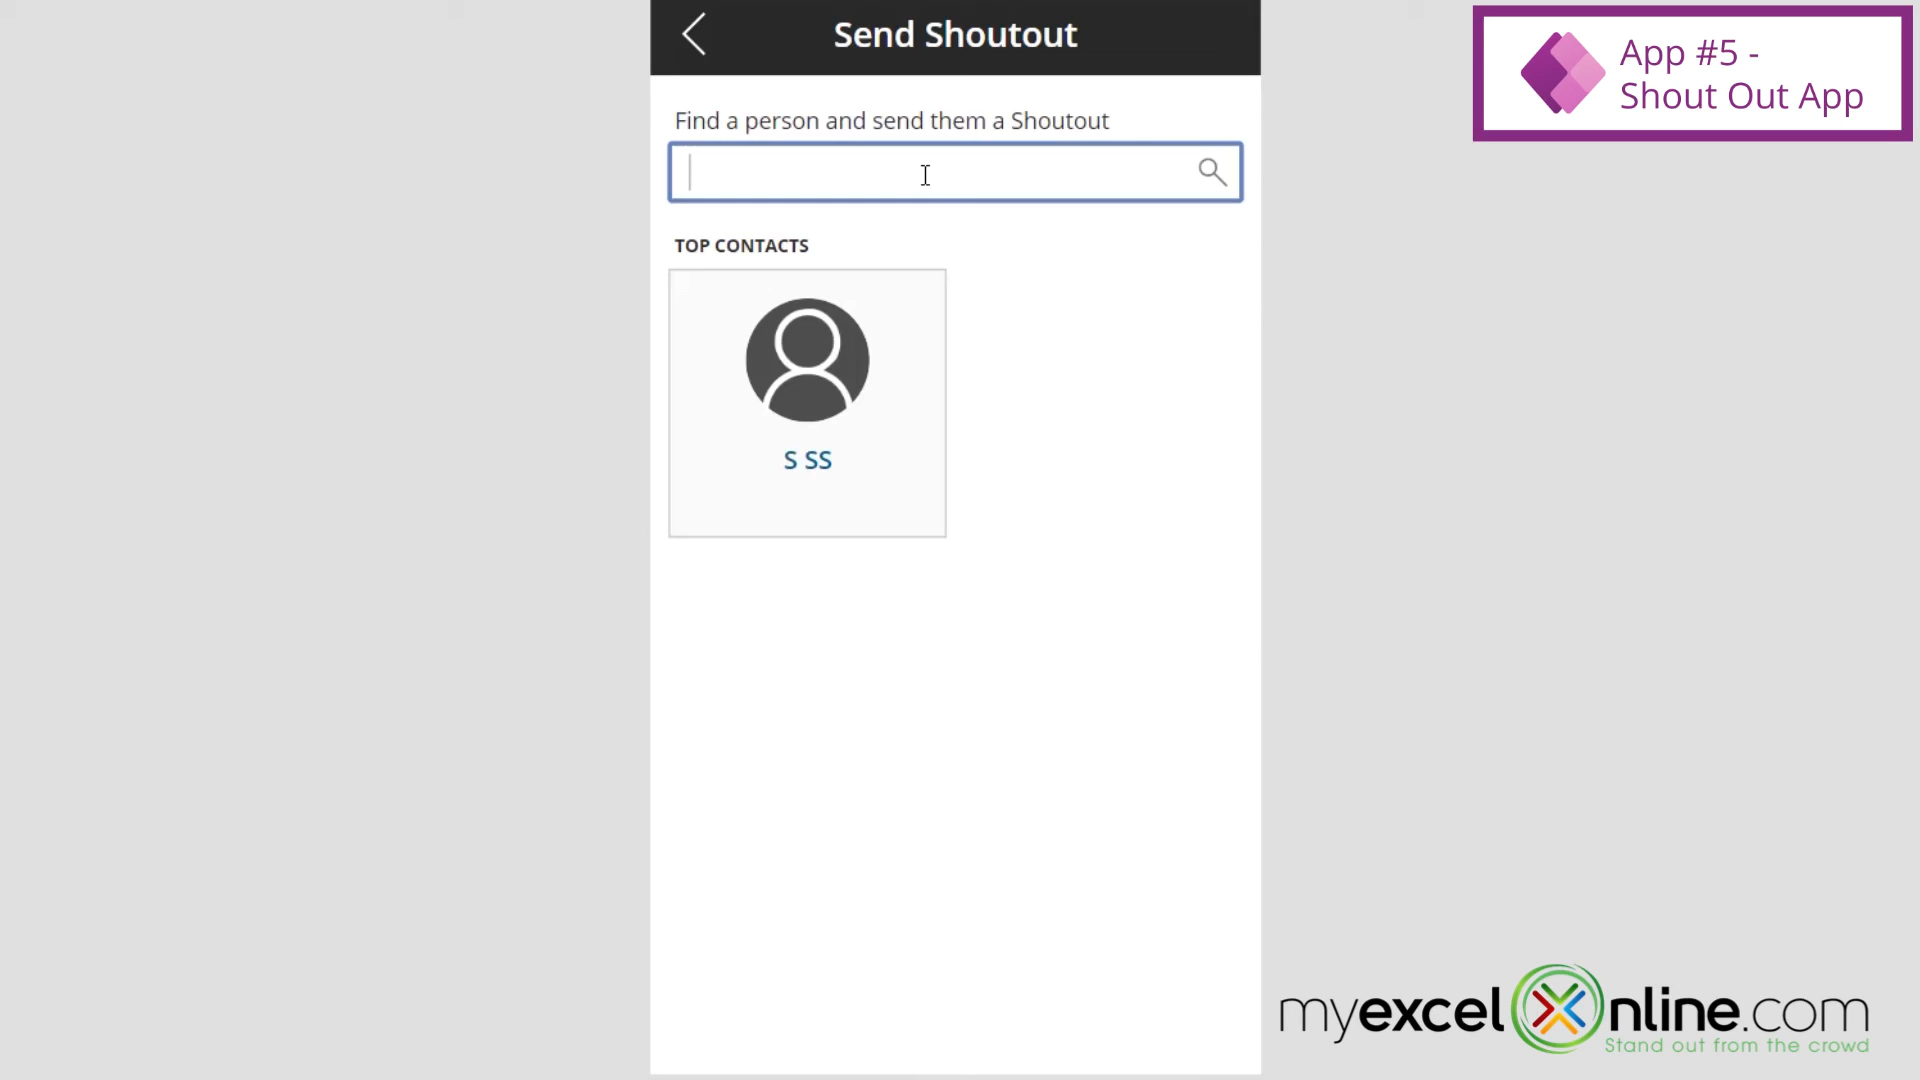 Send Shoutout
App #5 -
Shout Out App
Find a person and send them a Shoutout
TOP CONTACTS
S SS
myexcelonline.com
Stand out from the crowd